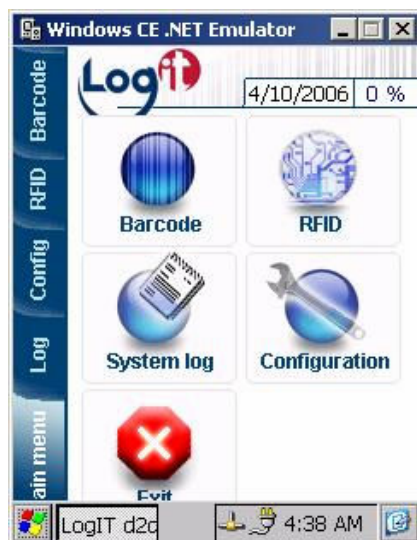 Windows CE .NET Emulator
Logit
4/10/2006 0 %
Barcode
RFID
Config
Log
ain menu
Barcode
RFID
System log
Configuration
Exit
LogIT d2d
4:38 AM